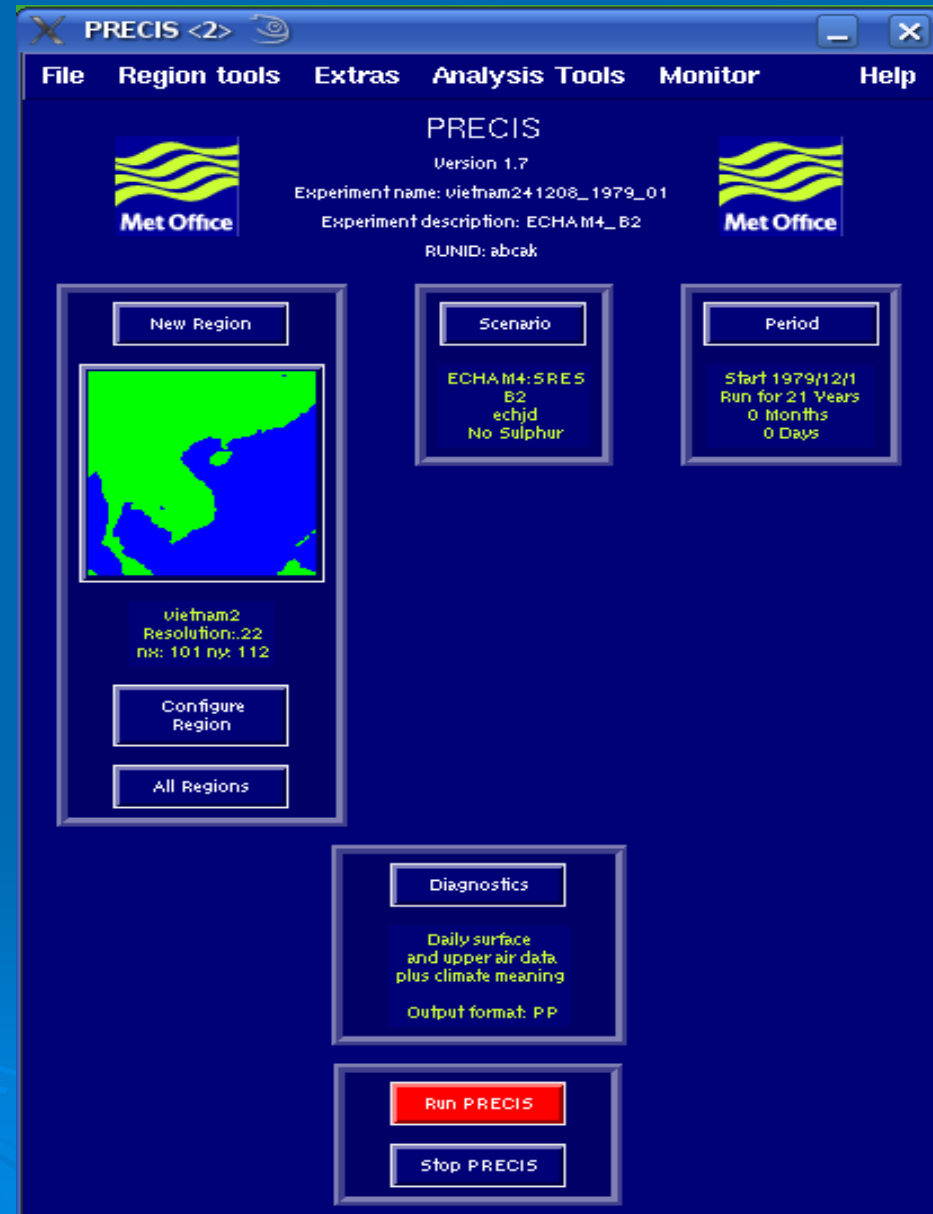 PRECIS <2>
File Region tools Extras Analysis Tools Monitor Help
PRECIS
Version 1.7
Experiment name: vietnam241208_1979_01
Experiment description: ECHAM4_B2
RUNID: abcak
Met Office
Met Office
New Region
vietnam2
Resolution:.22
nx: 101 ny: 112
Configure
Region
All Regions
Scenario
ECHAM4:SRES
B2
echjd
No Sulphur
Period
Start 1979/12/1
Run for 21 Years
0 Months
0 Days
Diagnostics
Daily surface
and upper air data
plus climate meaning
Output format: PP
Run PRECIS
Stop PRECIS